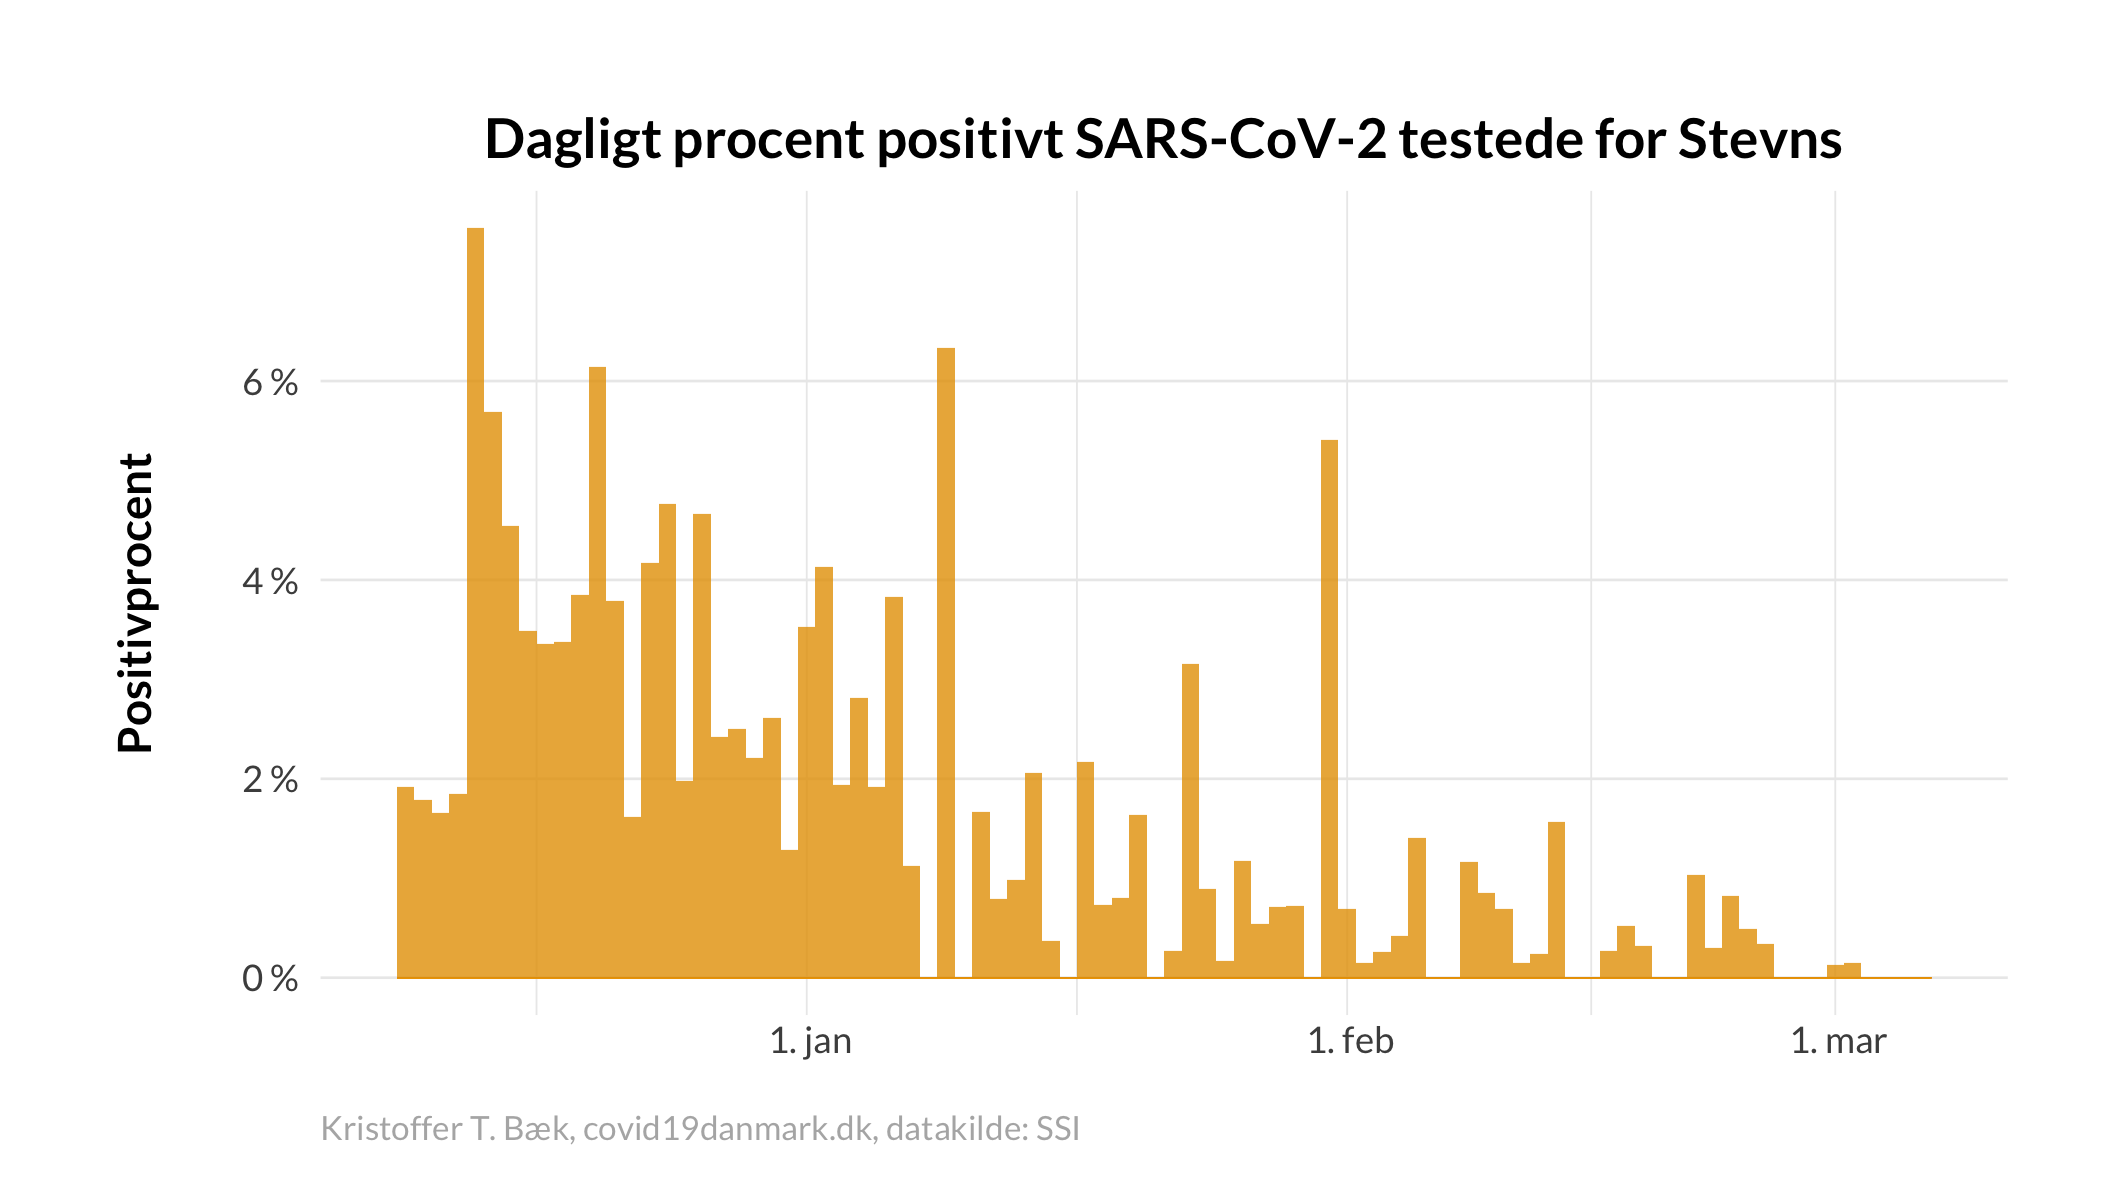 Dagligt procent positivt SARS-CoV-2 testede for Stevns
Positivprocent
6 %
4 %
2 %
0 %
1. jan
1. feb
1. mar
Kristoffer T. Bæk, covid19danmark.dk, datakilde: SSI